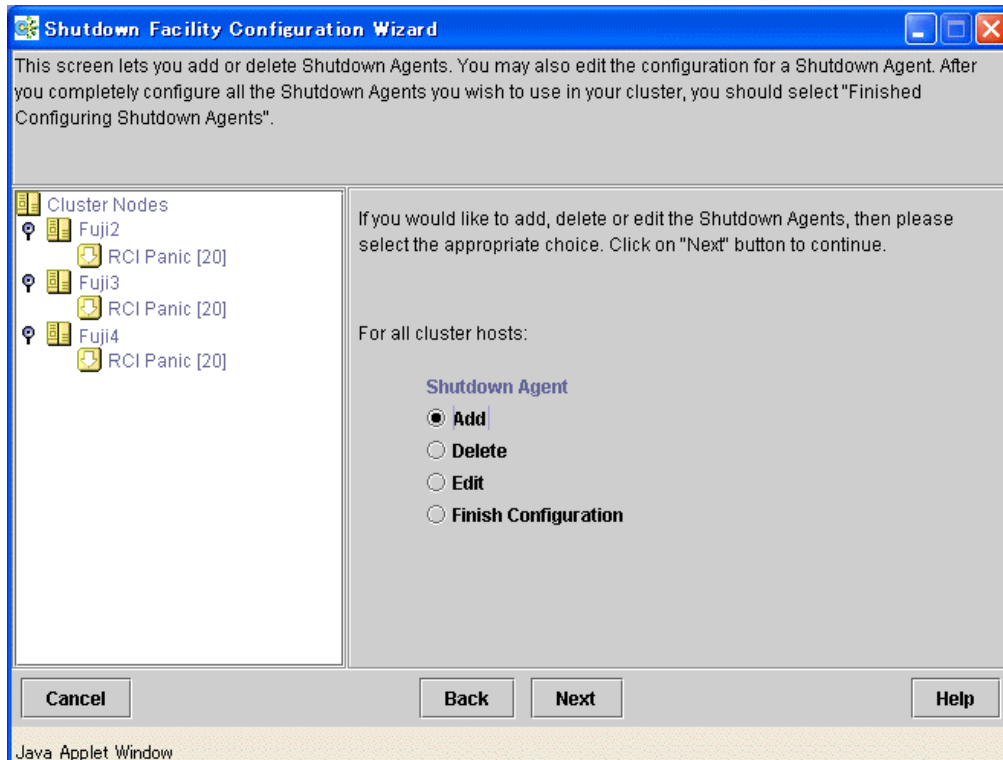 Shutdown Facility Configuration Wizard
This screen lets you add or delete Shutdown Agents. You may also edit the configuration for a Shutdown Agent. After
you completely configure all the Shutdown Agents you wish to use in your cluster, you should select "Finished
Configuring Shutdown Agents".
Cluster Nodes
Fuji2
RCI Panic [20]
Fuji3
RCI Panic [20]
Fuji4
RCI Panic [20]
If you would like to add, delete or edit the Shutdown Agents, then please
select the appropriate choice. Click on "Next" button to continue.
For all cluster hosts:
Shutdown Agent
Add
Delete
Edit
Finish Configuration
Cancel
Back
Next
Help
Java Applet Window